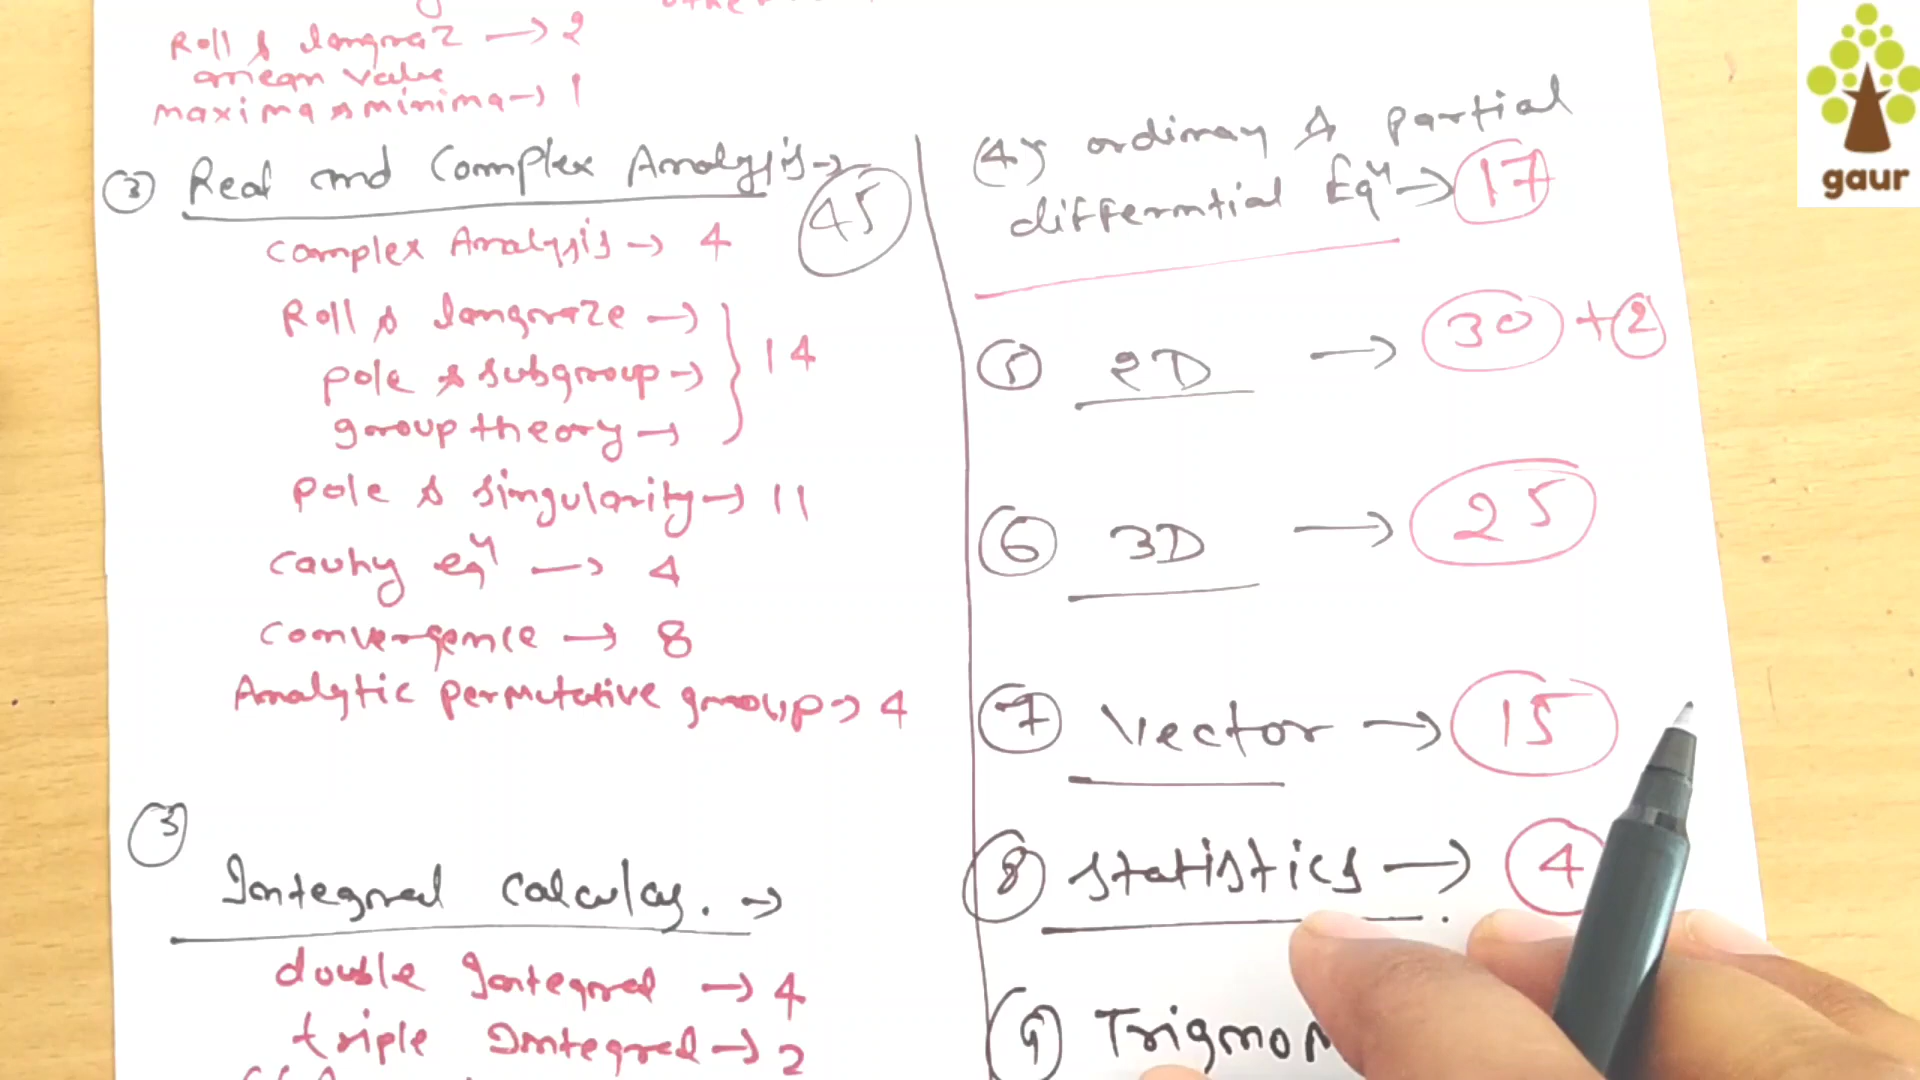 Roll & langraz → 2
mean value
maxima & minima → 1
(2) Real and Complex Analysis → 45
complex Analysis → 4
Roll & langraze →
pole & subgroup → } 14
group theory →
pole & singularity → 11
cauhy eqⁿ → 4
convergence → 8
Analytic permutative group → 4
(3)
Integral calculas. →
double Integral → 4
triple Integral → 2
(4) ordinary & partial
differential Eqⁿ → 17
(5) 2D → 30 + 2
(6) 3D → 25
(7) Vector → 15
(8) statistics → 4
(9) Trigno
gaur